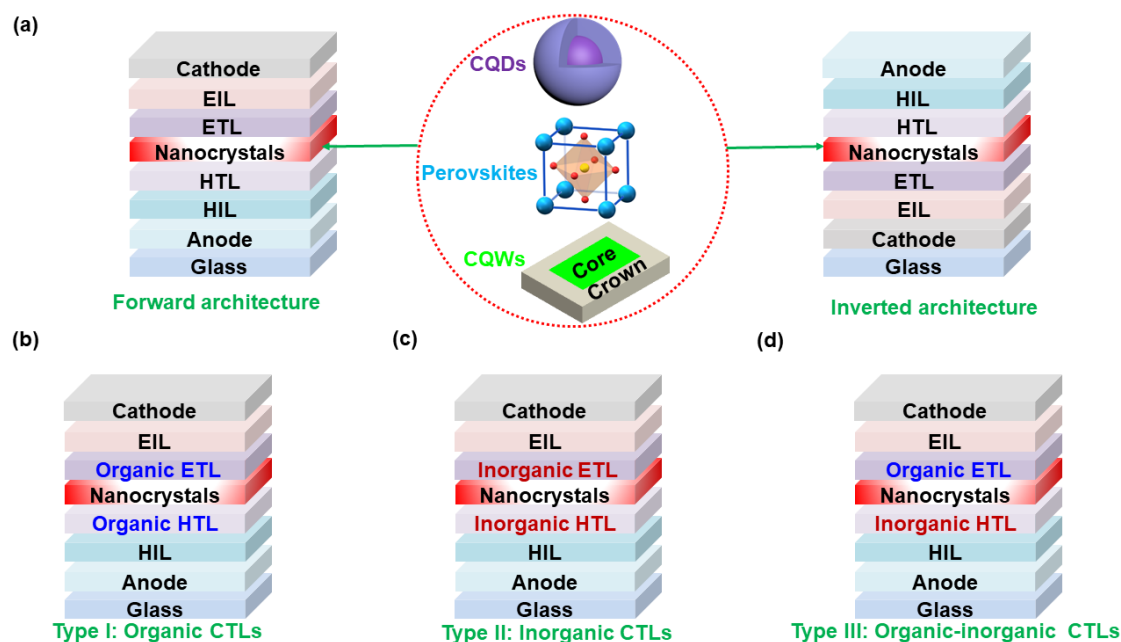 (a)
Cathode
EIL
ETL
Nanocrystals
HTL
HIL
Anode
Glass
Forward architecture
CQDs
Perovskites
CQWs
Core
Crown
Anode
HIL
HTL
Nanocrystals
ETL
EIL
Cathode
Glass
Inverted architecture
(b)
Cathode
EIL
Organic ETL
Nanocrystals
Organic HTL
HIL
Anode
Glass
Type I: Organic CTLs
(c)
Cathode
EIL
Inorganic ETL
Nanocrystals
Inorganic HTL
HIL
Anode
Glass
Type II: Inorganic CTLs
(d)
Cathode
EIL
Organic ETL
Nanocrystals
Inorganic HTL
HIL
Anode
Glass
Type III: Organic-inorganic CTLs